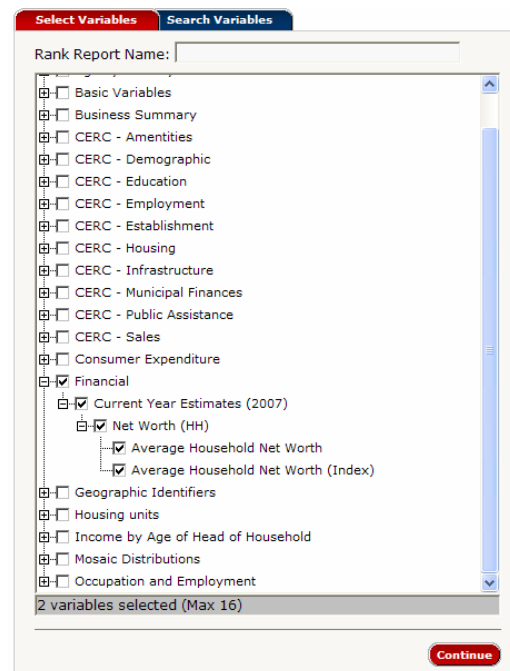 Select Variables
Search Variables
Rank Report Name:
Basic Variables
Business Summary
CERC - Amentities
CERC - Demographic
CERC - Education
CERC - Employment
CERC - Establishment
CERC - Housing
CERC - Infrastructure
CERC - Municipal Finances
CERC - Public Assistance
CERC - Sales
Consumer Expenditure
Financial
Current Year Estimates (2007)
Net Worth (HH)
Average Household Net Worth
Average Household Net Worth (Index)
Geographic Identifiers
Housing units
Income by Age of Head of Household
Mosaic Distributions
Occupation and Employment
2 variables selected (Max 16)
Continue